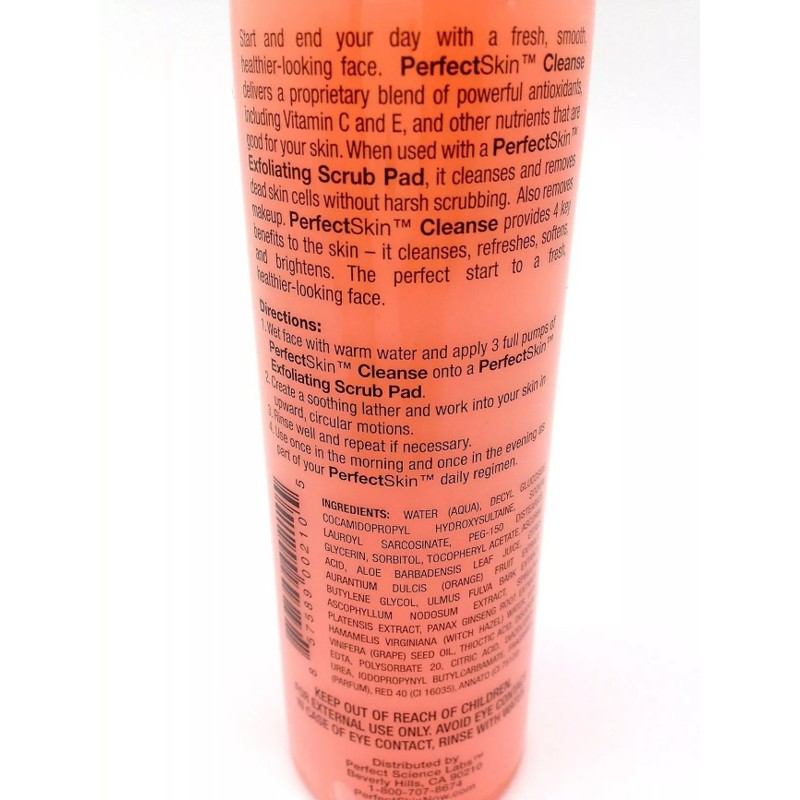 Start and end your day with a fresh, smooth,
healthier-looking face. PerfectSkin™ Cleanse
delivers a proprietary blend of powerful antioxidants,
including Vitamin C and E, and other nutrients that are
good for your skin. When used with a PerfectSkin™
Exfoliating Scrub Pad, it cleanses and removes
dead skin cells without harsh scrubbing. Also removes
makeup. PerfectSkin™ Cleanse provides 4 key
benefits to the skin – it cleanses, refreshes, softens,
and brightens. The perfect start to a fresh,
healthier-looking face.
Directions:
1. Wet face with warm water and apply 3 full pumps of
PerfectSkin™ Cleanse onto a PerfectSkin™
Exfoliating Scrub Pad.
2. Create a soothing lather and work into your skin in
upward, circular motions.
3. Rinse well and repeat if necessary.
4. Use once in the morning and once in the evening as
part of your PerfectSkin™ daily regimen.
INGREDIENTS: WATER (AQUA), DECYL
COCAMIDOPROPYL HYDROXYSULTAINE,
LAUROYL SARCOSINATE, PEG-150
GLYCERIN, SORBITOL, TOCOPHERYL ACETATE,
ACID, ALOE BARBADENSIS LEAF JUICE,
AURANTIUM DULCIS (ORANGE) FRUIT
BUTYLENE GLYCOL, ULMUS FULVA BARK
ASCOPHYLLUM NODOSUM EXTRACT,
PLATENSIS EXTRACT, PANAX GINSENG ROOT
HAMAMELIS VIRGINIANA (WITCH HAZEL)
VINIFERA (GRAPE) SEED OIL, THIOCTIC ACID,
EDTA, POLYSORBATE 20, CITRIC ACID,
UREA, IODOPROPYNYL BUTYLCARBAMATE,
(PARFUM), RED 40 (CI 16035), ANNATO (CI
8 57589 00210 5
KEEP OUT OF REACH OF CHILDREN.
FOR EXTERNAL USE ONLY. AVOID EYE CONTACT.
IN CASE OF EYE CONTACT, RINSE WITH WATER.
Distributed by
Perfect Science Labs™
Beverly Hills, CA 90210
1-800-707-8674
PerfectSkinNow.com